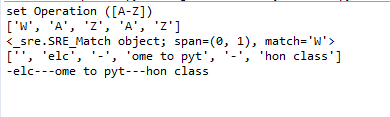 set Operation ([A-Z])
['W', 'A', 'Z', 'A', 'Z']
<_sre.SRE_Match object; span=(0, 1), match='W'>
['', 'elc', '-', 'ome to pyt', '-', 'hon class']
-elc---ome to pyt---hon class